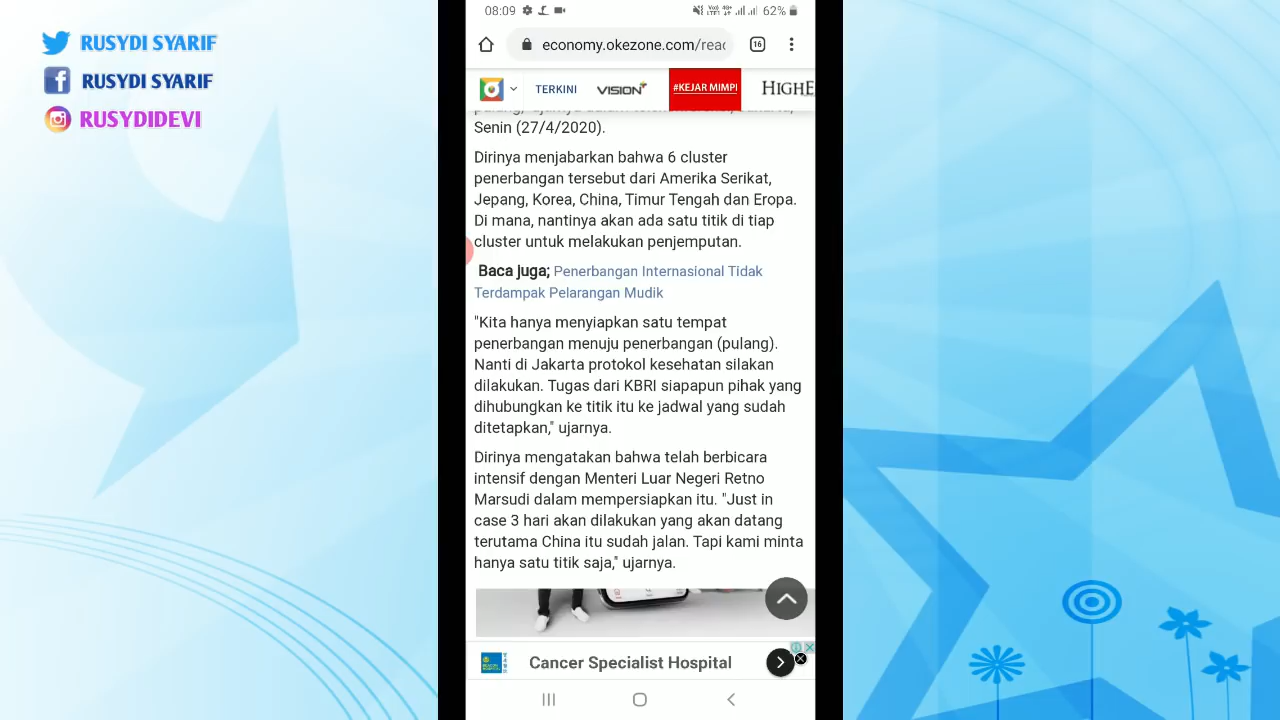 RUSYDI SYARIF
RUSYDI SYARIF
RUSYDIDEVI
08:09
62%
economy.okezone.com/read
16
TERKINI
VISION+
#KEJAR MIMPI
HIGHE
Senin (27/4/2020).
Dirinya menjabarkan bahwa 6 cluster
penerbangan tersebut dari Amerika Serikat,
Jepang, Korea, China, Timur Tengah dan Eropa.
Di mana, nantinya akan ada satu titik di tiap
cluster untuk melakukan penjemputan.
Baca juga; Penerbangan Internasional Tidak
Terdampak Pelarangan Mudik
"Kita hanya menyiapkan satu tempat
penerbangan menuju penerbangan (pulang).
Nanti di Jakarta protokol kesehatan silakan
dilakukan. Tugas dari KBRI siapapun pihak yang
dihubungkan ke titik itu ke jadwal yang sudah
ditetapkan," ujarnya.
Dirinya mengatakan bahwa telah berbicara
intensif dengan Menteri Luar Negeri Retno
Marsudi dalam mempersiapkan itu. "Just in
case 3 hari akan dilakukan yang akan datang
terutama China itu sudah jalan. Tapi kami minta
hanya satu titik saja," ujarnya.
Cancer Specialist Hospital